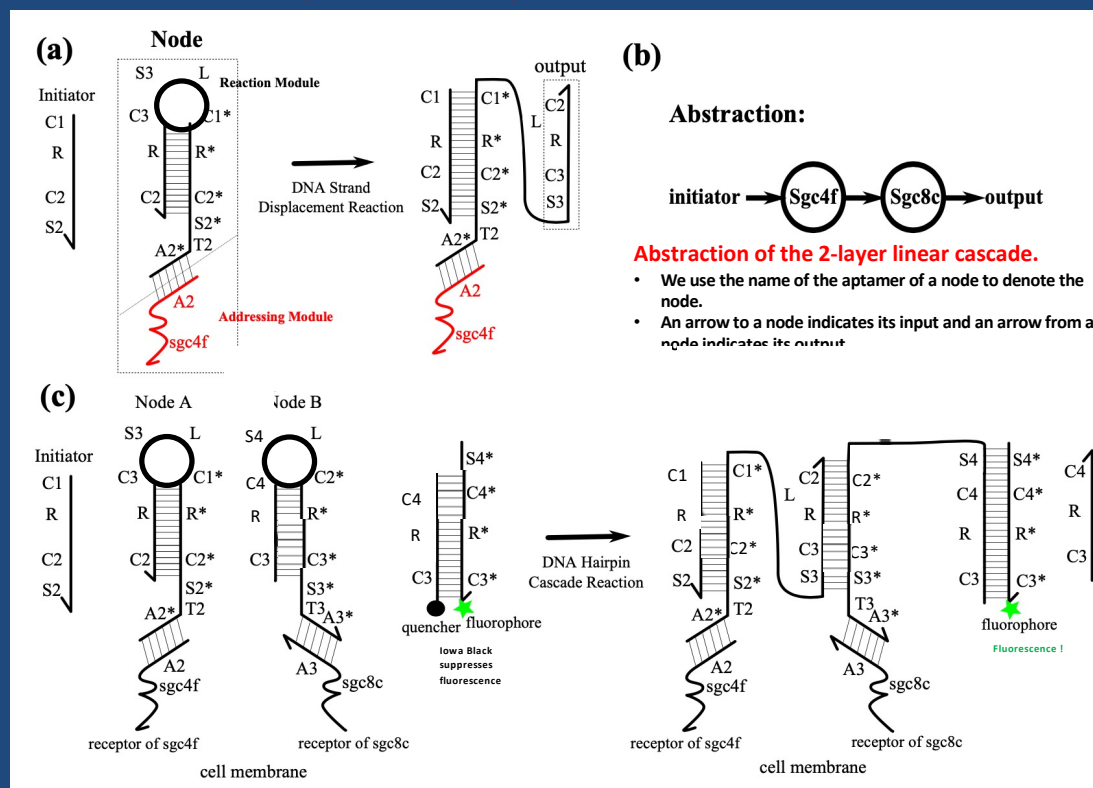 (a)
Node
Initiator
C1
R
C2
S2
S3 L
Reaction Module
C3 C1*
R R*
C2 C2*
S2*
A2* T2
A2
Addressing Module
sgc4f
DNA Strand
Displacement Reaction
output
C1 C1* C2
L
R R* R
C2 C2* C3
S2 S2* S3
A2* T2
A2
sgc4f
(b)
Abstraction:
initiator Sgc4f Sgc8c output
Abstraction of the 2-layer linear cascade.
• We use the name of the aptamer of a node to denote the
node.
• An arrow to a node indicates its input and an arrow from a
node indicates its output
(c)
Node A
Node B
Initiator
C1
R
C2
S2
S3 L
C3 C1*
R R*
C2 C2*
S2*
A2* T2
A2
sgc4f
receptor of sgc4f
S4 L
C4 C2*
R R*
C3 C3*
S3*
T3
A3*
A3
sgc8c
receptor of sgc8c
cell membrane
S4*
C4 C4*
R R*
C3 C3*
quencher fluorophore
Iowa Black
suppresses
fluorescence
DNA Hairpin
Cascade Reaction
C1 C1*
R R*
C2 C2*
S2 S2*
A2* T2
A2
sgc4f
receptor of sgc4f
L
C2 C2*
R R*
C3 C3*
S3 S3*
T3
A3*
A3
sgc8c
receptor of sgc8c
cell membrane
S4 S4*
C4 C4*
R R*
C3 C3*
fluorophore
Fluorescence !
C4
R
C3